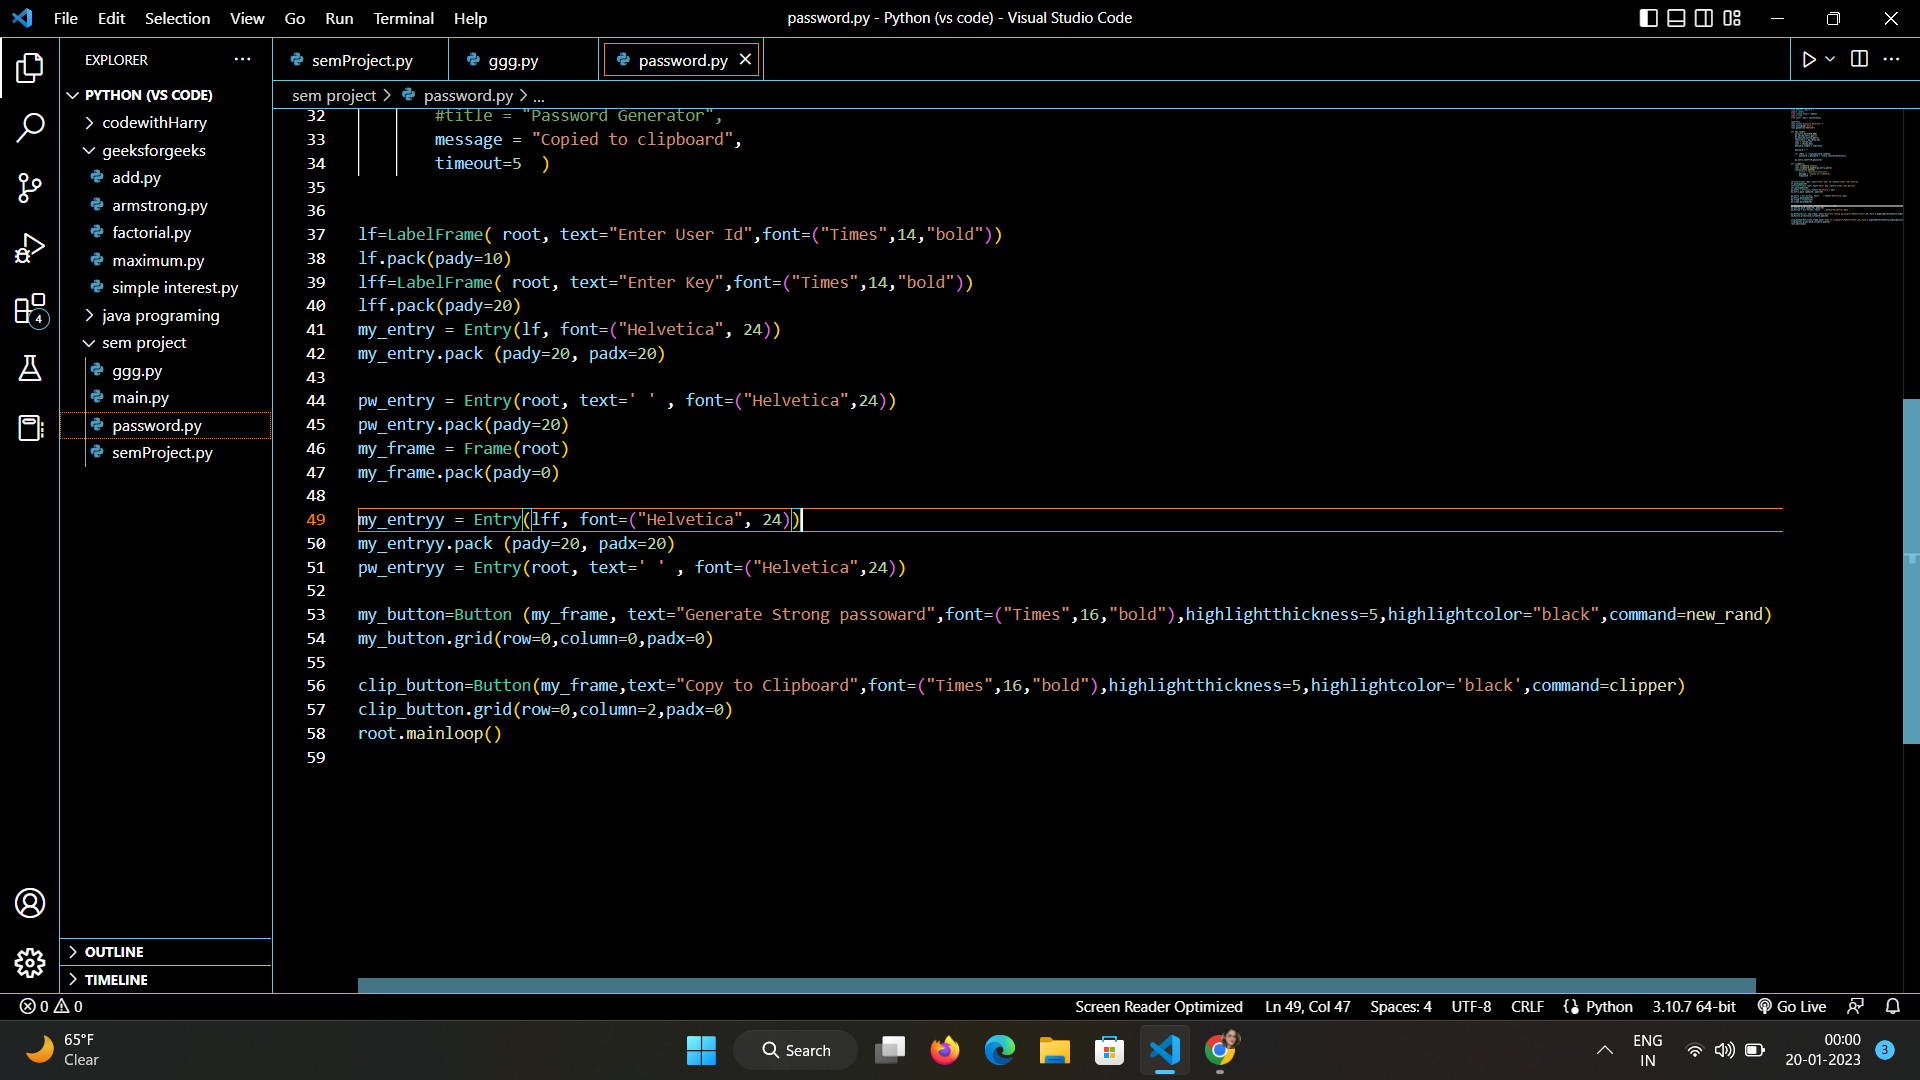 File Edit Selection View Go Run Terminal Help
password.py - Python (vs code) - Visual Studio Code
EXPLORER
semProject.py
ggg.py
password.py
PYTHON (VS CODE)
codewithHarry
geeksforgeeks
add.py
armstrong.py
factorial.py
maximum.py
simple interest.py
java programing
sem project
ggg.py
main.py
password.py
semProject.py
OUTLINE
TIMELINE
4
sem project > password.py > ...
32 #title = "Password Generator",
33 message = "Copied to clipboard",
34 timeout=5 )
35
36
37 lf=LabelFrame( root, text="Enter User Id",font=("Times",14,"bold"))
38 lf.pack(pady=10)
39 lff=LabelFrame( root, text="Enter Key",font=("Times",14,"bold"))
40 lff.pack(pady=20)
41 my_entry = Entry(lf, font=("Helvetica", 24))
42 my_entry.pack (pady=20, padx=20)
43
44 pw_entry = Entry(root, text=' ' , font=("Helvetica",24))
45 pw_entry.pack(pady=20)
46 my_frame = Frame(root)
47 my_frame.pack(pady=0)
48
49 my_entryy = Entry(lff, font=("Helvetica", 24))
50 my_entryy.pack (pady=20, padx=20)
51 pw_entryy = Entry(root, text=' ' , font=("Helvetica",24))
52
53 my_button=Button (my_frame, text="Generate Strong passoward",font=("Times",16,"bold"),highlightthickness=5,highlightcolor="black",command=new_rand)
54 my_button.grid(row=0,column=0,padx=0)
55
56 clip_button=Button(my_frame,text="Copy to Clipboard",font=("Times",16,"bold"),highlightthickness=5,highlightcolor='black',command=clipper)
57 clip_button.grid(row=0,column=2,padx=0)
58 root.mainloop()
59
0 0
Screen Reader Optimized Ln 49, Col 47 Spaces: 4 UTF-8 CRLF Python 3.10.7 64-bit Go Live
65°F
Clear
Search
ENG
IN
00:00
20-01-2023
3